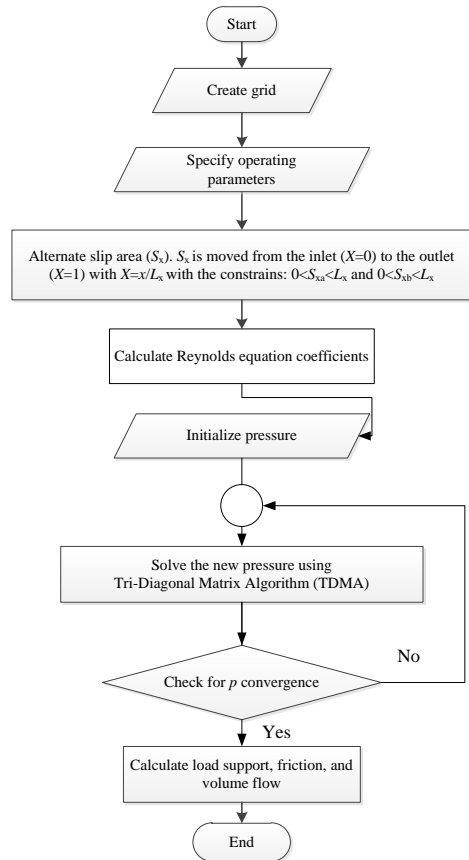 Start
Create grid
Specify operating
parameters
Alternate slip area (Sx). Sx is moved from the inlet (X=0) to the outlet
(X=1) with X=x/Lx with the constrains: 0<Sxa<Lx and 0<Sxb<Lx
Calculate Reynolds equation coefficients
Initialize pressure
Solve the new pressure using
Tri-Diagonal Matrix Algorithm (TDMA)
No
Check for p convergence
Yes
Calculate load support, friction, and
volume flow
End